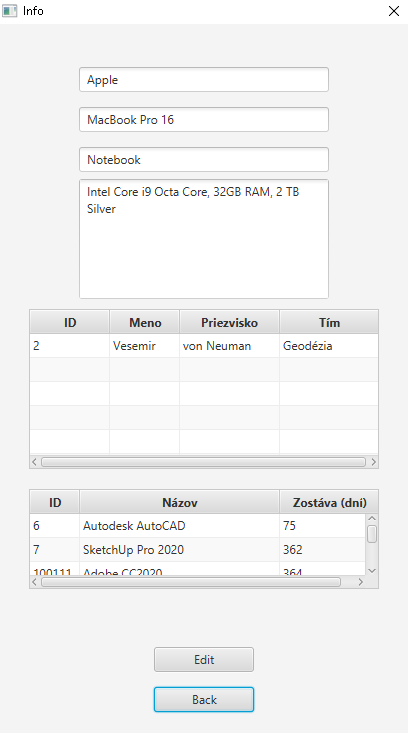 Info
Apple
MacBook Pro 16
Notebook
Intel Core i9 Octa Core, 32GB RAM, 2 TB
Silver
ID Meno Priezvisko Tím
2 Vesemir von Neuman Geodézia
ID Názov Zostáva (dní)
6 Autodesk AutoCAD 75
7 SketchUp Pro 2020 362
100111 Adobe CC2020 364
Edit
Back